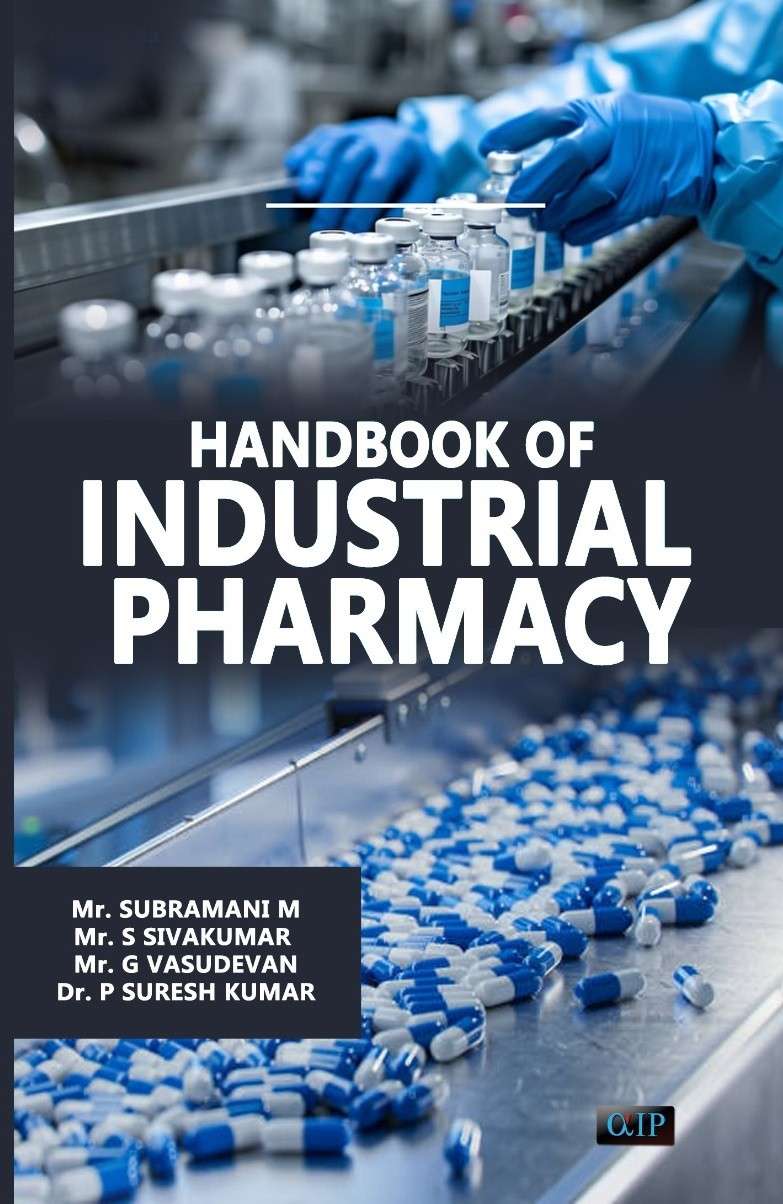 HANDBOOK OF
INDUSTRIAL
PHARMACY
Mr. SUBRAMANI M
Mr. S SIVAKUMAR
Mr. G VASUDEVAN
Dr. P SURESH KUMAR
αIP